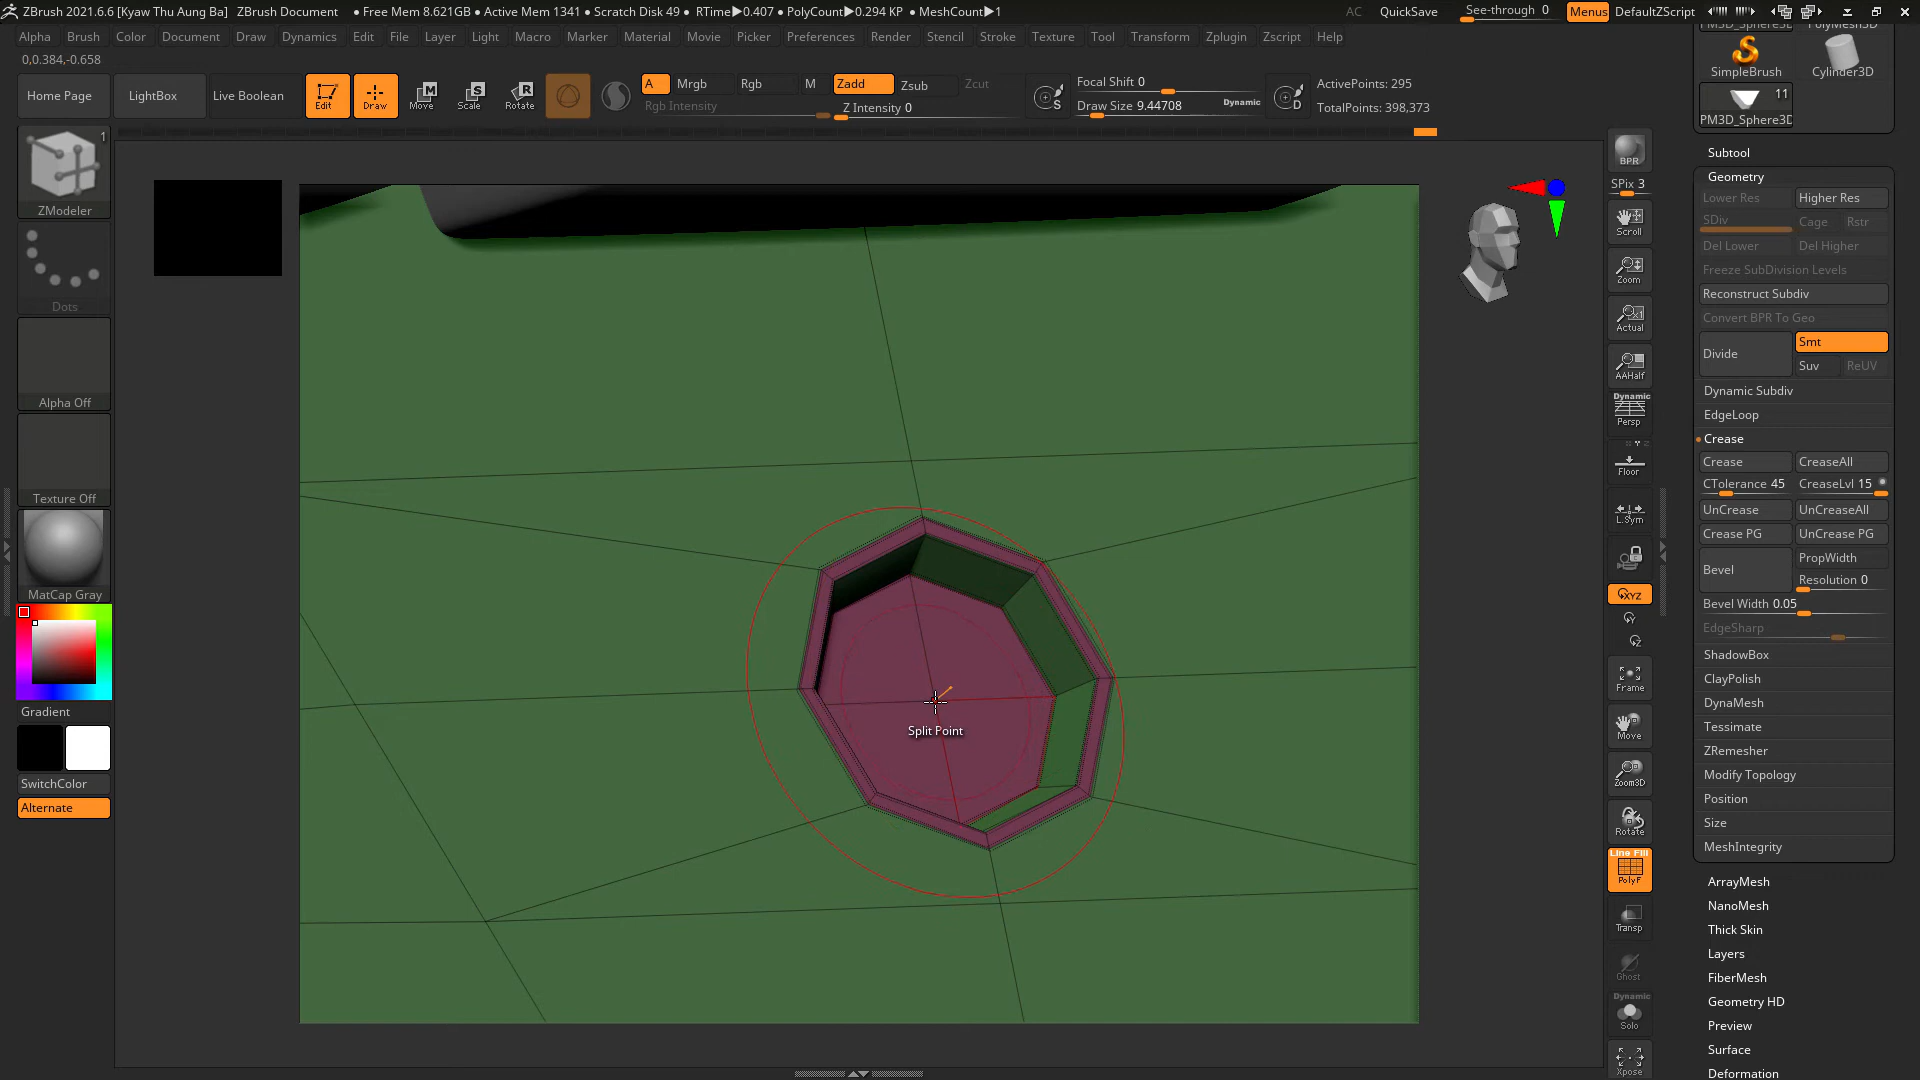 ZBrush 2021.6.6 [Kyaw Thu Aung Ba] ZBrush Document • Free Mem 8.621GB • Active Mem 1341 • Scratch Disk 49 • RTime▶0.407 • PolyCount▶0.294 KP • MeshCount▶1 AC QuickSave See-through 0 Menus DefaultZScript
Alpha Brush Color Document Draw Dynamics Edit File Layer Light Macro Marker Material Movie Picker Preferences Render Stencil Stroke Texture Tool Transform Zplugin Zscript Help
0,0.384,-0.658
Home Page
LightBox
Live Boolean
Edit
Draw
Move
Scale
Rotate
A Mrgb Rgb M Zadd Zsub Zcut
Rgb Intensity
Z Intensity 0
Focal Shift 0
Draw Size 9.44708
Dynamic
S
D
ActivePoints: 295
TotalPoints: 398,373
1
ZModeler
Dots
Alpha Off
Texture Off
MatCap Gray
Gradient
SwitchColor
Alternate
Split Point
BPR
SPix 3
Scroll
Zoom
Actual
AAHalf
Dynamic
Persp
Floor
L.Sym
XYZ
Y
Z
Frame
Move
Zoom3D
Rotate
Line Fill
PolyF
Transp
Ghost
Dynamic
Solo
Xpose
SimpleBrush
Cylinder3D
11
PM3D_Sphere3D
Subtool
Geometry
Lower Res
Higher Res
SDiv
Cage
Rstr
Del Lower
Del Higher
Freeze SubDivision Levels
Reconstruct Subdiv
Convert BPR To Geo
Divide
Smt
Suv
ReUV
Dynamic Subdiv
EdgeLoop
Crease
Crease
CreaseAll
CTolerance 45
CreaseLvl 15
UnCrease
UnCreaseAll
Crease PG
UnCrease PG
Bevel
PropWidth
Resolution 0
Bevel Width 0.05
EdgeSharp
ShadowBox
ClayPolish
DynaMesh
Tessimate
ZRemesher
Modify Topology
Position
Size
MeshIntegrity
ArrayMesh
NanoMesh
Thick Skin
Layers
FiberMesh
Geometry HD
Preview
Surface
Deformation